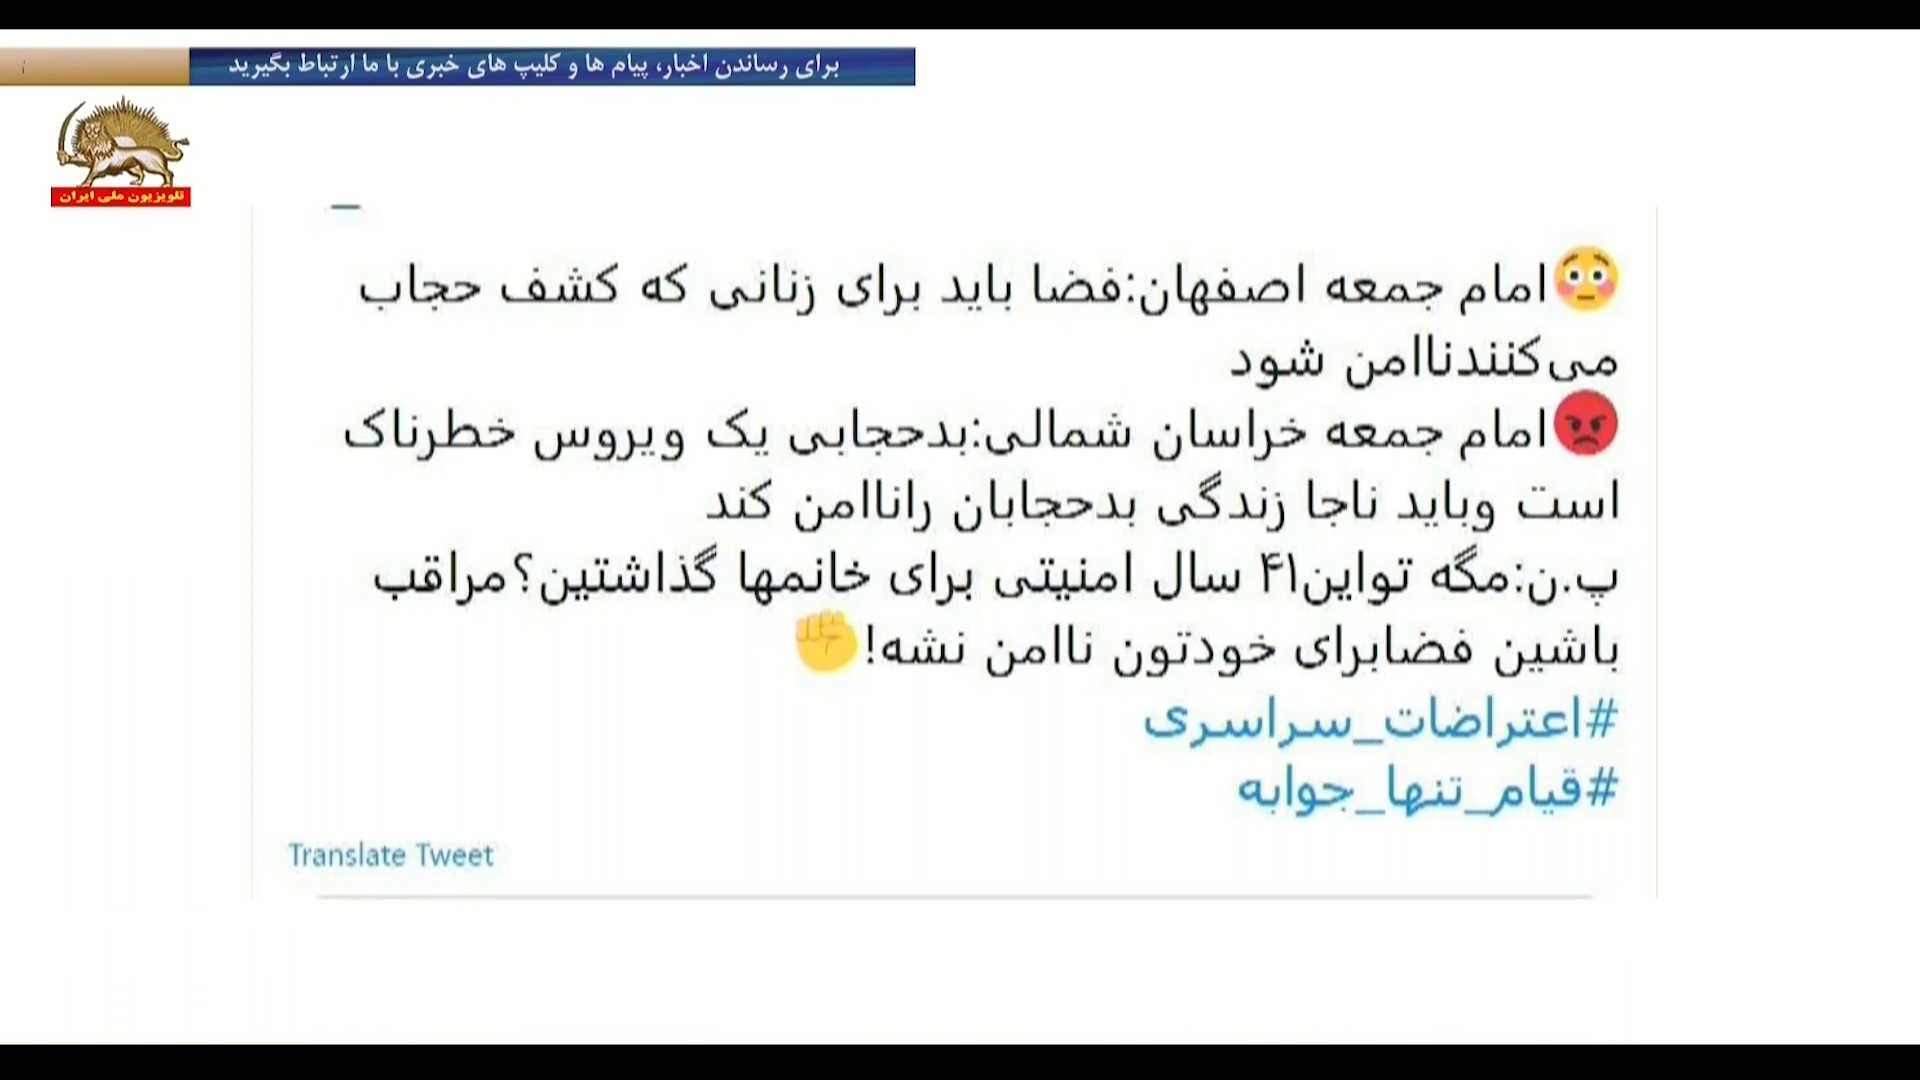 برای رساندن اخبار، پیام ها و کلیپ های خبری با ما ارتباط بگیرید
تلویزیون ملی ایران
😳امام جمعه اصفهان:فضا باید برای زنانی که کشف حجاب
می‌کنندناامن شود
😡امام جمعه خراسان شمالی:بدحجابی یک ویروس خطرناک
است وباید ناجا زندگی بدحجابان راناامن کند
پ.ن:مگه تواین۴۱ سال امنیتی برای خانمها گذاشتین؟مراقب
باشین فضابرای خودتون ناامن نشه!✊
#اعتراضات_سراسری
#قیام_تنها_جوابه
Translate Tweet